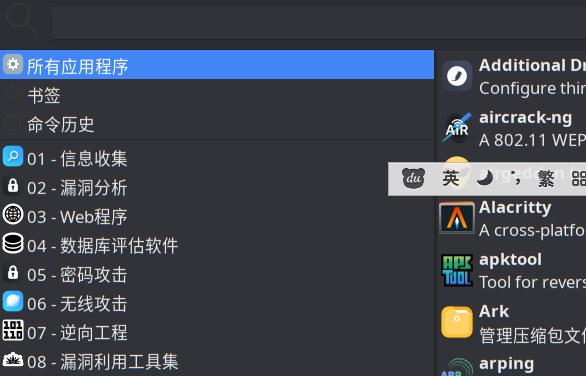 所有应用程序
书签
命令历史
01 - 信息收集
02 - 漏洞分析
03 - Web程序
04 - 数据库评估软件
05 - 密码攻击
06 - 无线攻击
07 - 逆向工程
08 - 漏洞利用工具集
Additional Dr
Configure thin
aircrack-ng
A 802.11 WEP
du 英 繁
Alacritty
A cross-platfo
apktool
Tool for revers
Ark
管理压缩包文件
arping